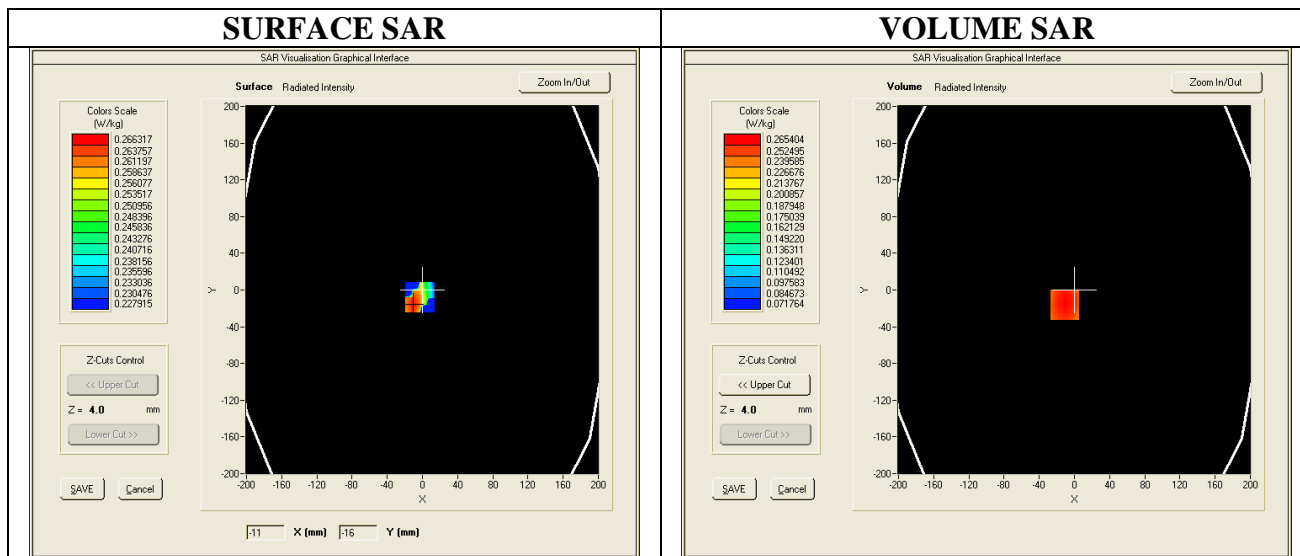 SURFACE SAR
SAR Visualisation Graphical Interface
Surface Radiated Intensity
Zoom In/Out
Colors Scale
(W/kg)
0.266317
0.263757
0.261197
0.258637
0.256077
0.253517
0.250956
0.248396
0.245836
0.243276
0.240716
0.238156
0.235596
0.233036
0.230476
0.227915
Z-Cuts Control
<< Upper Cut
Z = 4.0 mm
Lower Cut >>
SAVE Cancel
200
160
120
80
40
0
-40
-80
-120
-160
-200
Y
-200 -160 -120 -80 -40 0 40 80 120 160 200
X
-11 X (mm) -16 Y (mm)
VOLUME SAR
SAR Visualisation Graphical Interface
Volume Radiated Intensity
Zoom In/Out
Colors Scale
(W/kg)
0.265404
0.252495
0.239585
0.226676
0.213767
0.200857
0.187948
0.175039
0.162129
0.149220
0.136311
0.123401
0.110492
0.097583
0.084673
0.071764
Z-Cuts Control
<< Upper Cut
Z = 4.0 mm
Lower Cut >>
SAVE Cancel
200
160
120
80
40
0
-40
-80
-120
-160
-200
Y
-200 -160 -120 -80 -40 0 40 80 120 160 200
X